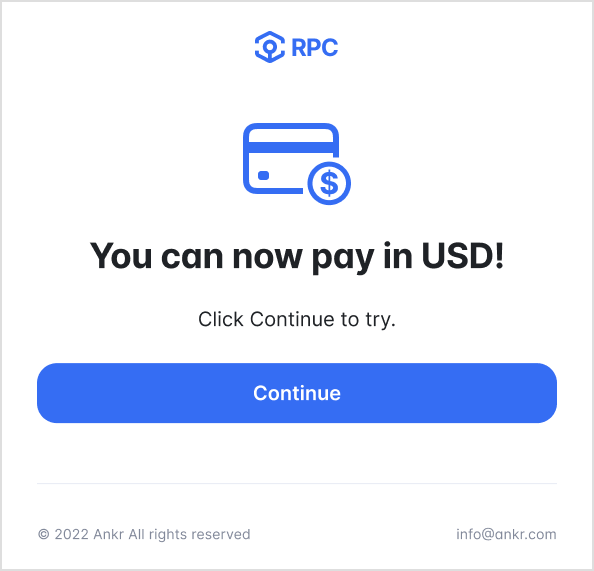 RPC
$
You can now pay in USD!
Click Continue to try.
Continue
© 2022 Ankr All rights reserved
info@ankr.com